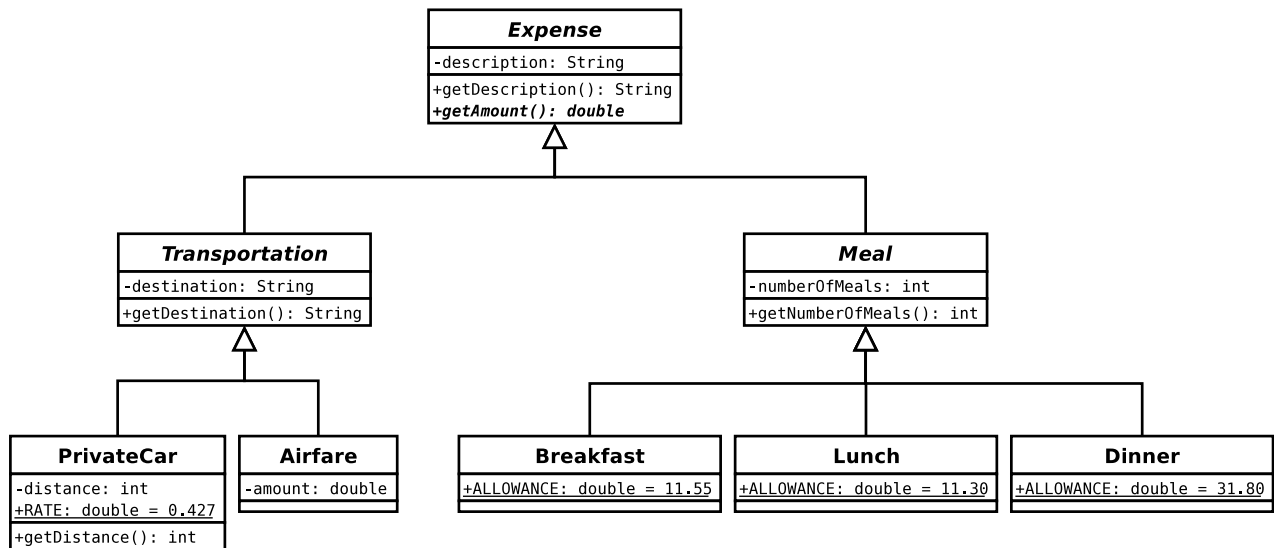 Expense
-description: String
+getDescription(): String
+getAmount(): double
Transportation
-destination: String
+getDestination(): String
Meal
-numberOfMeals: int
+getNumberOfMeals(): int
PrivateCar
-distance: int
+RATE: double = 0.427
+getDistance(): int
Airfare
-amount: double
Breakfast
+ALLOWANCE: double = 11.55
Lunch
+ALLOWANCE: double = 11.30
Dinner
+ALLOWANCE: double = 31.80